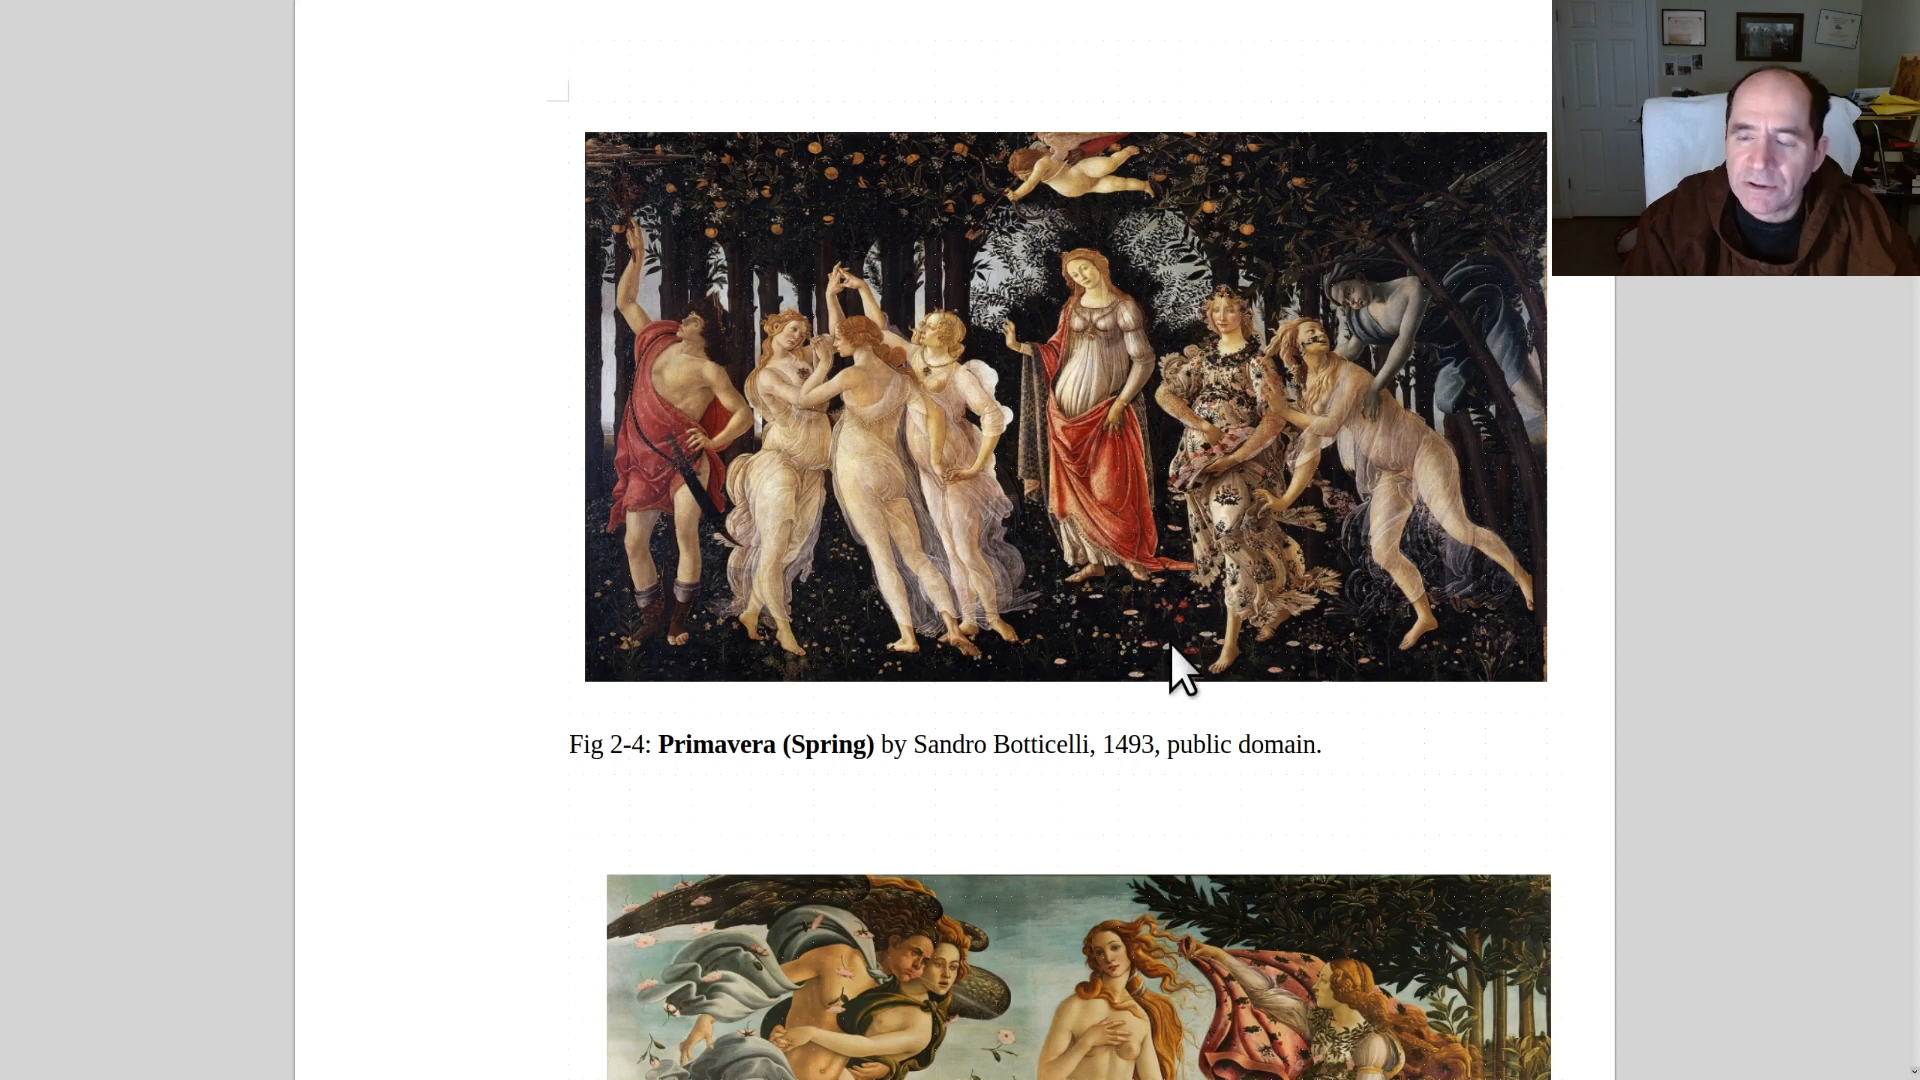 Fig 2-4: Primavera (Spring) by Sandro Botticelli, 1493, public domain.